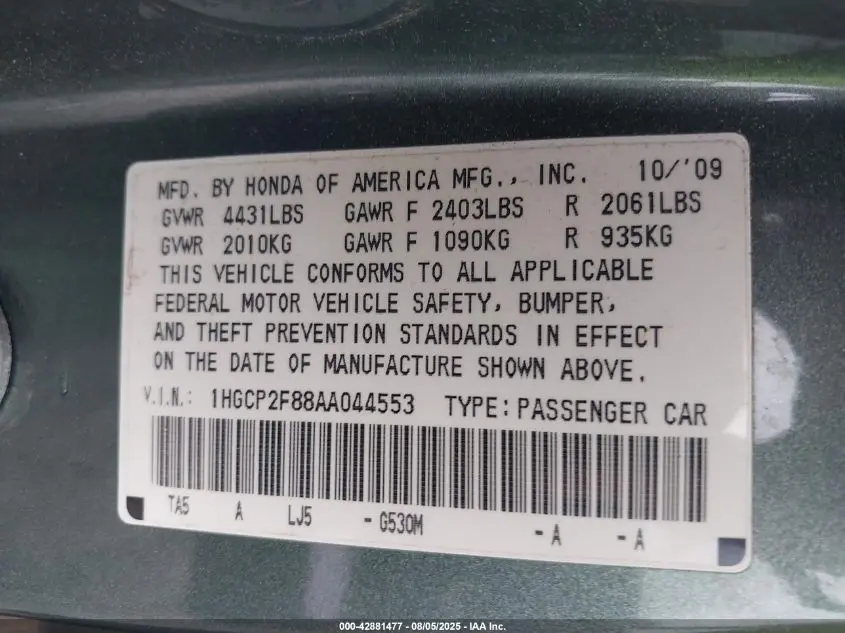 MFD. BY HONDA OF AMERICA MFG., INC. 10/'09
GVWR 4431LBS GAWR F 2403LBS R 2061LBS
GVWR 2010KG GAWR F 1090KG R 935KG
THIS VEHICLE CONFORMS TO ALL APPLICABLE
FEDERAL MOTOR VEHICLE SAFETY, BUMPER,
AND THEFT PREVENTION STANDARDS IN EFFECT
ON THE DATE OF MANUFACTURE SHOWN ABOVE.
V.I.N.: 1HGCP2F88AA044553 TYPE: PASSENGER CAR
TA5 A LJ5 - G530M - A - A
000-42881477 - 08/05/2025 - IAA Inc.